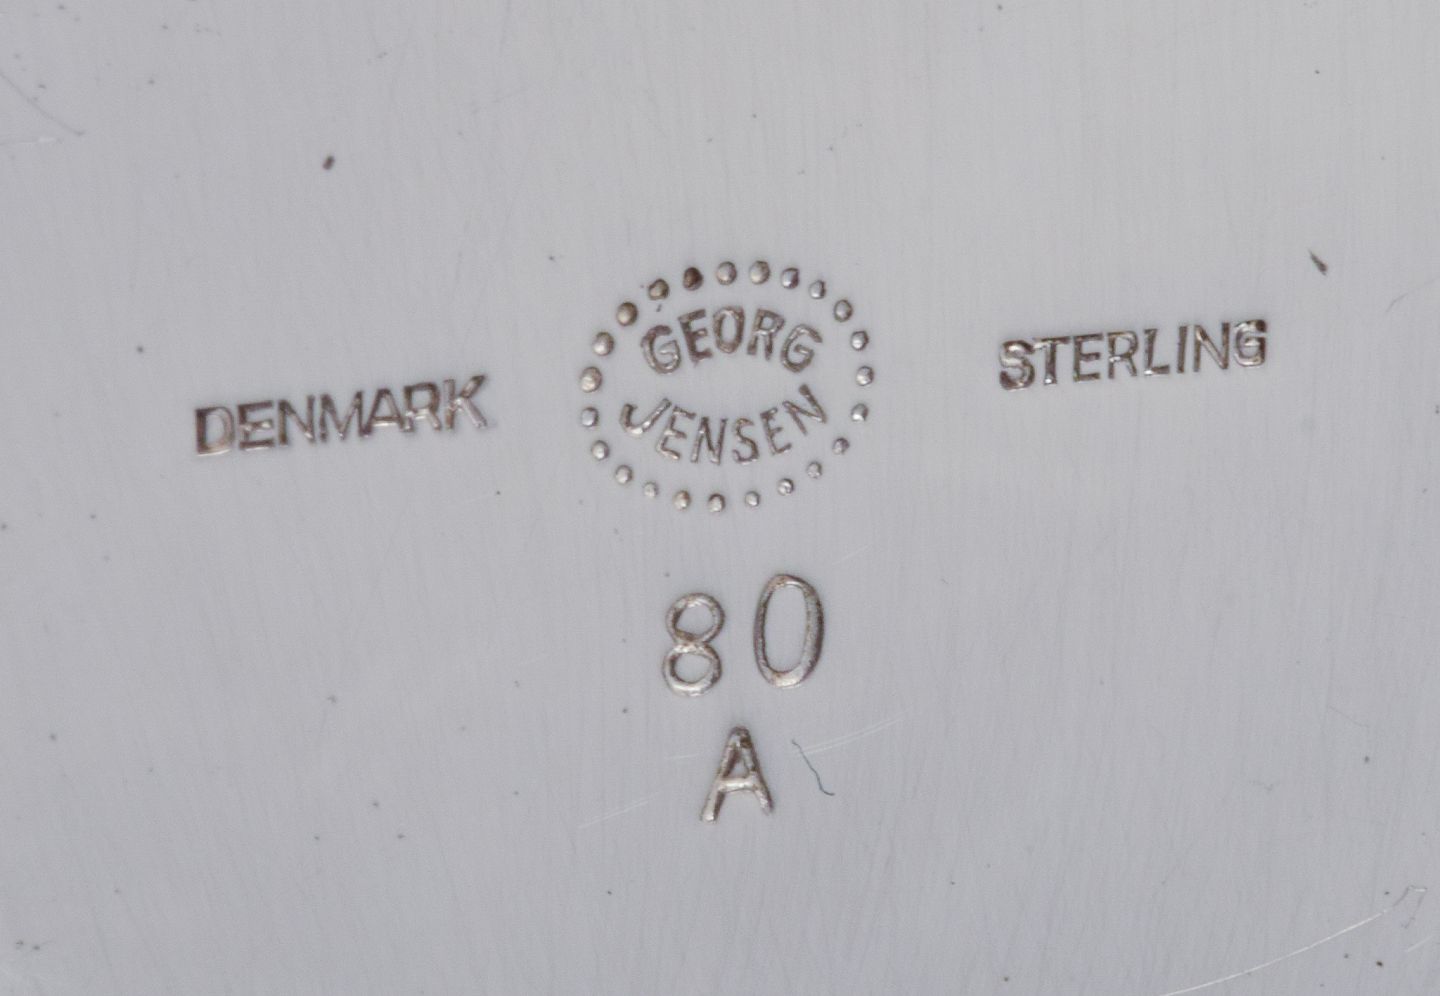 DENMARK
GEORG
JENSEN
STERLING
80
A